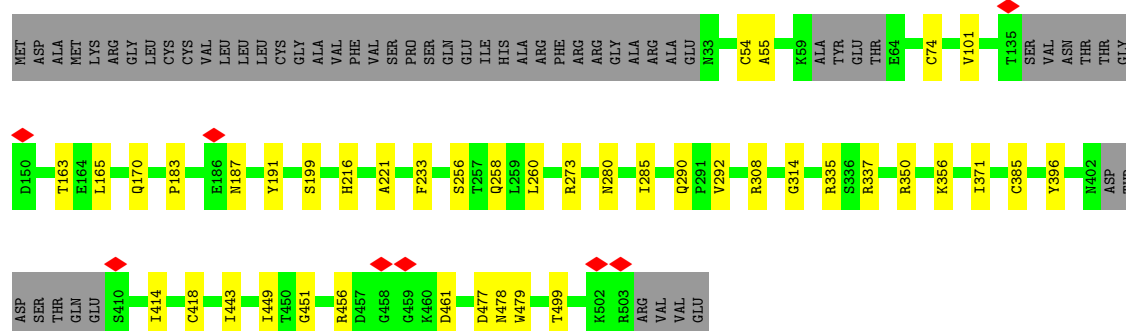 MET ASP ALA MET LYS ARG GLY LEU CYS CYS VAL LEU LEU LEU CYS GLY ALA VAL PHE VAL SER PRO SER GLN GLU ILE HIS ALA ARG PHE ARG ARG GLY ALA ARG ALA GLU N33 C54 A55 K59 ALA TYR GLU THR E64 C74 V101 T135 SER VAL ASN THR THR GLY
D150 T163 E164 L165 Q170 P183 E186 N187 Y191 S199 H216 A221 F233 S256 T257 Q258 L259 L260 R273 N280 I285 Q290 P291 V292 R308 G314 R335 S336 R337 R350 K356 I371 C385 Y396 N402 ASP THR
ASP SER THR GLN GLU S410 I414 C418 I443 I449 T450 G451 R456 D457 G458 G459 K460 D461 D477 N478 W479 T499 K502 R503 ARG VAL VAL GLU